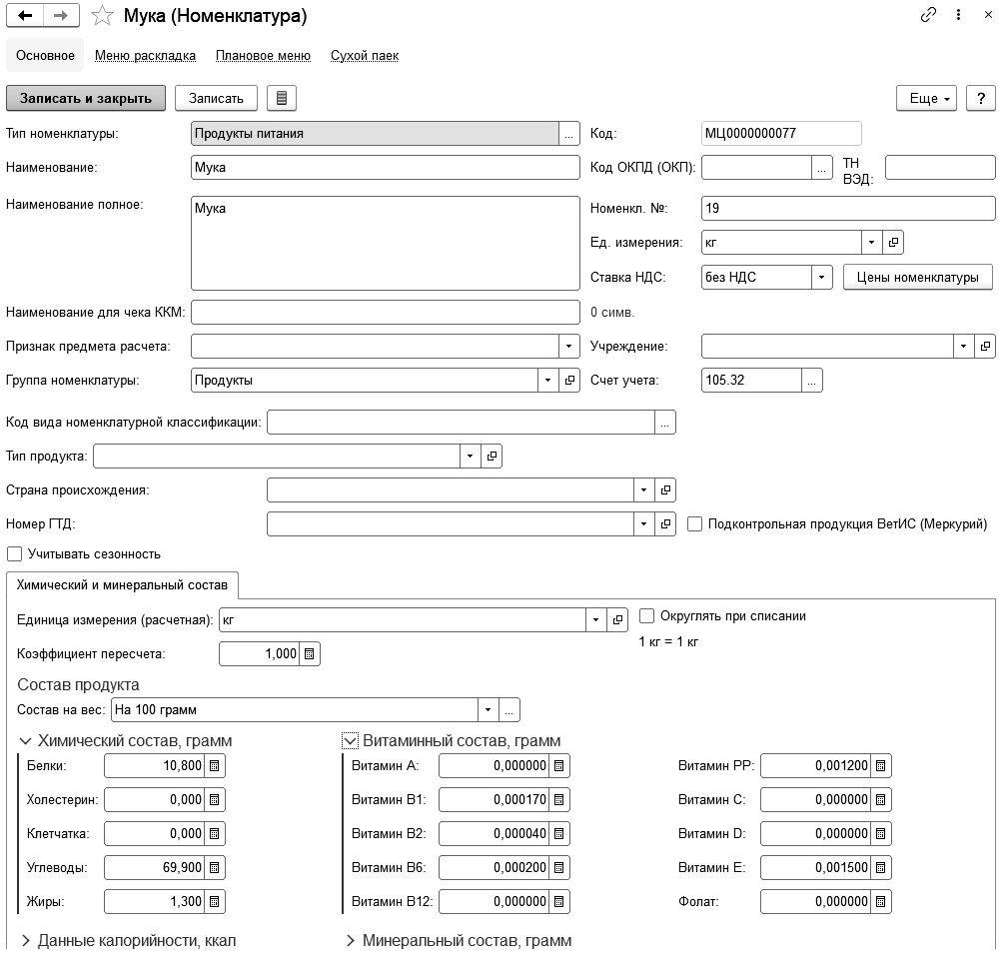 Мука (Номенклатура)
Основное Меню раскладка Плановое меню Сухой паек
Записать и закрыть Записать Еще ?
Тип номенклатуры: Продукты питания ... Код: МЦ0000000077
Наименование: Мука Код ОКПД (ОКП): ... ТН ВЭД:
Наименование полное: Мука Номенкл. №: 19
Ед. измерения: кг
Ставка НДС: без НДС Цены номенклатуры
Наименование для чека ККМ: 0 симв.
Признак предмета расчета: Учреждение:
Группа номенклатуры: Продукты Счет учета: 105.32 ...
Код вида номенклатурной классификации: ...
Тип продукта:
Страна происхождения:
Номер ГТД: Подконтрольная продукция ВетИС (Меркурий)
Учитывать сезонность
Химический и минеральный состав
Единица измерения (расчетная): кг Округлять при списании
1 кг = 1 кг
Коэффициент пересчета: 1,000
Состав продукта
Состав на вес: На 100 грамм ...
Химический состав, грамм Витаминный состав, грамм
Белки: 10,800 Витамин А: 0,000000 Витамин РР: 0,001200
Холестерин: 0,000 Витамин В1: 0,000170 Витамин С: 0,000000
Клетчатка: 0,000 Витамин В2: 0,000040 Витамин D: 0,000000
Углеводы: 69,900 Витамин В6: 0,000200 Витамин Е: 0,001500
Жиры: 1,300 Витамин В12: 0,000000 Фолат: 0,000000
Данные калорийности, ккал Минеральный состав, грамм